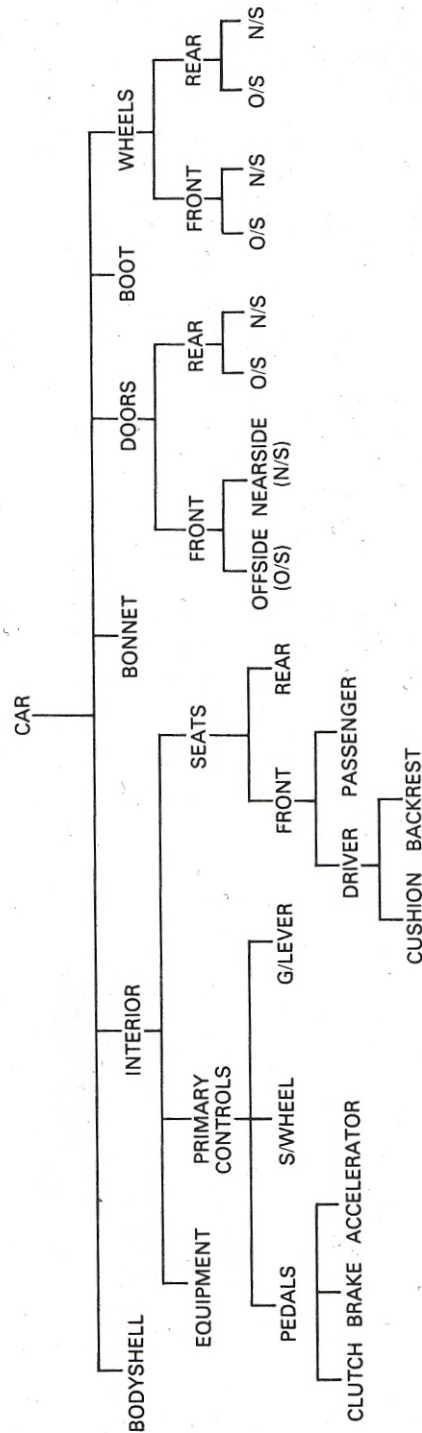 CAR
BODYSHELL
INTERIOR
BONNET
DOORS
BOOT
WHEELS
EQUIPMENT
PRIMARY
CONTROLS
SEATS
FRONT
REAR
FRONT
REAR
PEDALS
S/WHEEL
G/LEVER
FRONT
REAR
OFFSIDE
(O/S)
NEARSIDE
(N/S)
O/S
N/S
O/S
N/S
O/S
N/S
CLUTCH
BRAKE
ACCELERATOR
DRIVER
PASSENGER
CUSHION
BACKREST